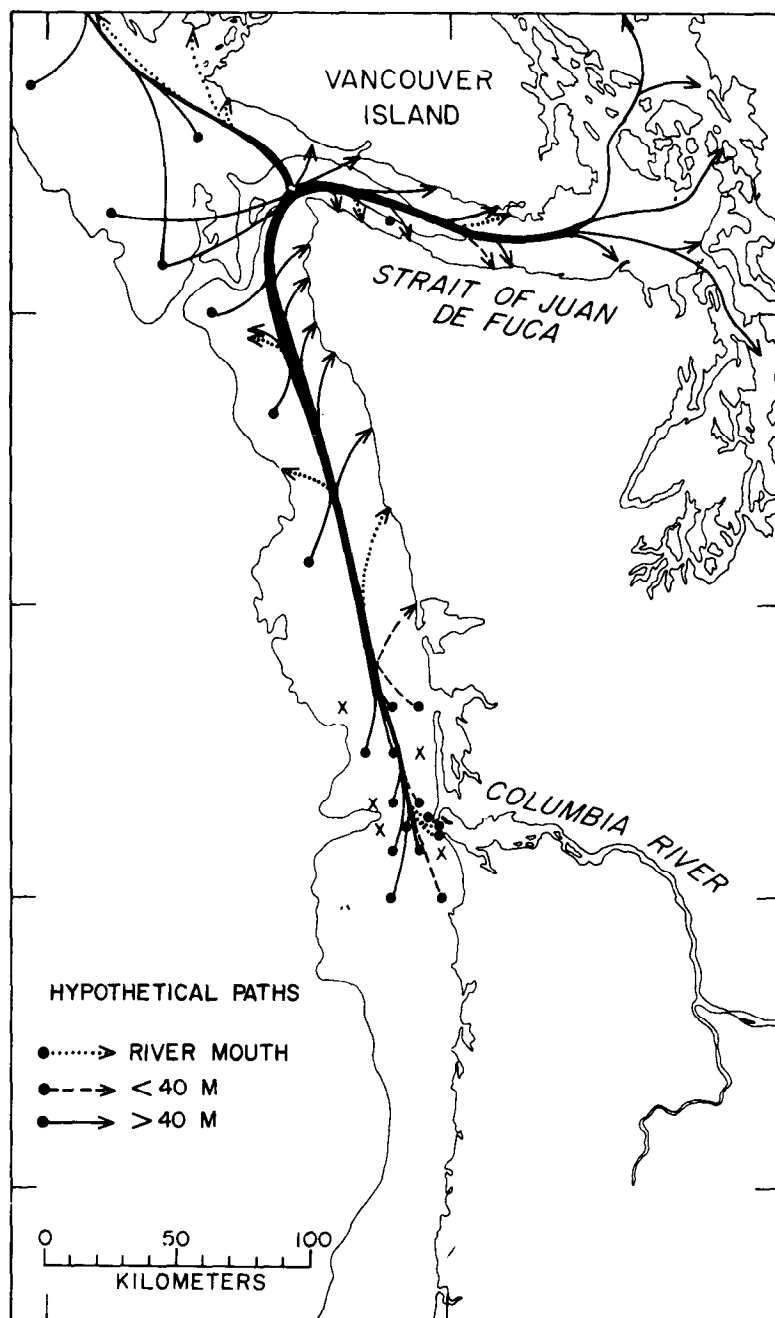 VANCOUVER
ISLAND
STRAIT OF JUAN
DE FUCA
X
X
X
X
X
COLUMBIA RIVER
HYPOTHETICAL PATHS
RIVER MOUTH
< 40 M
> 40 M
0 50 100
KILOMETERS